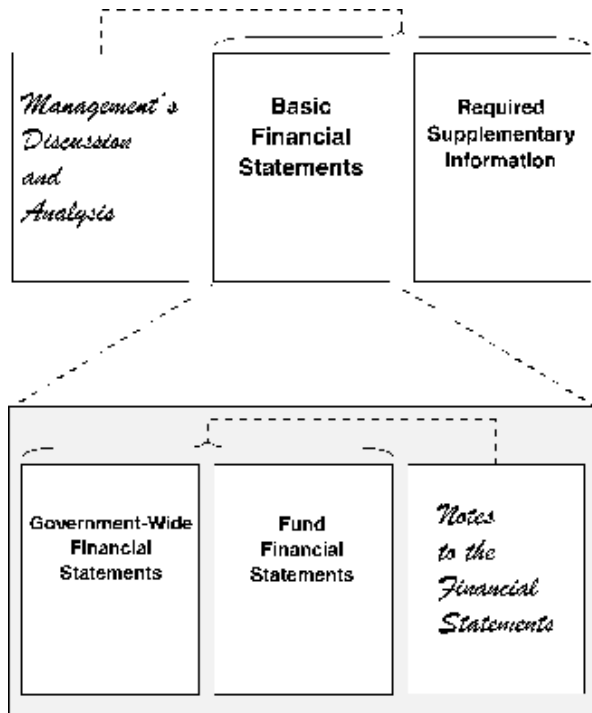 Management's
Discussion
and
Analysis
Basic
Financial
Statements
Required
Supplementary
Information
Government-Wide
Financial
Statements
Fund
Financial
Statements
Notes
to the
Financial
Statements